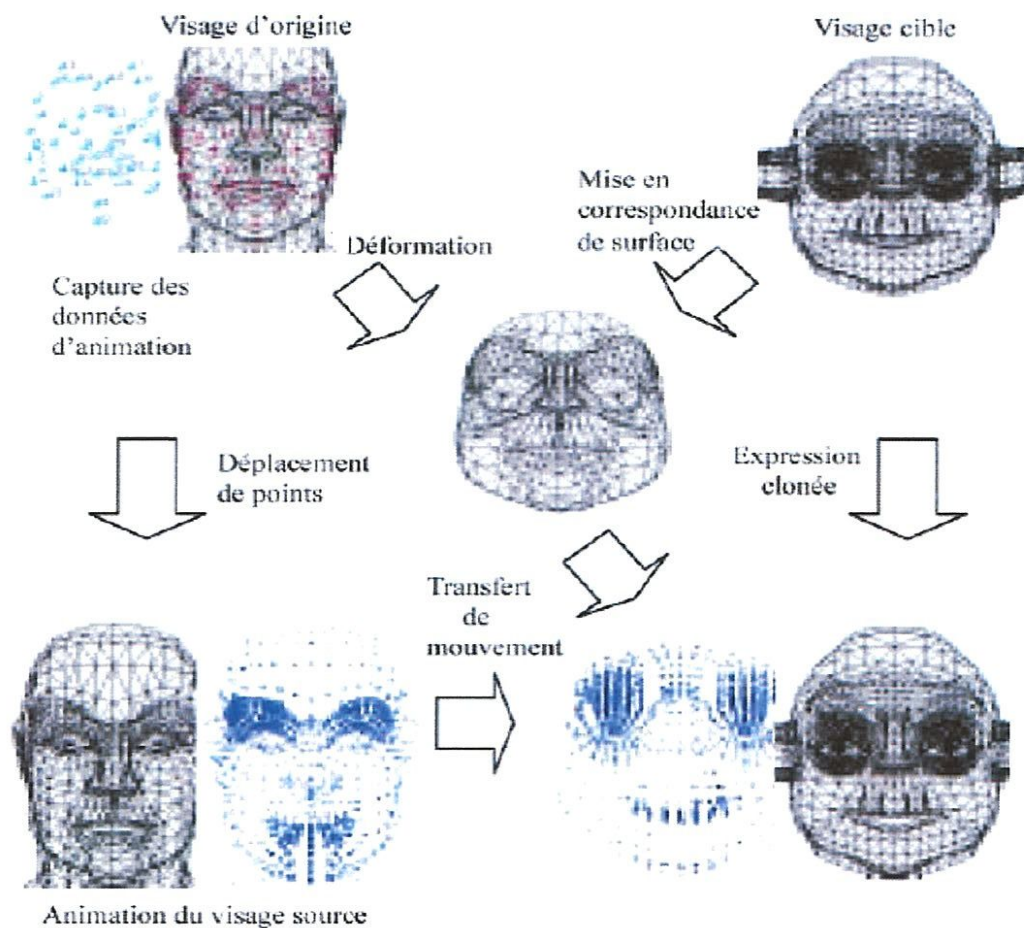 Visage d'origine
Visage cible
Mise en
correspondance
de surface
Déformation
Capture des
données
d'animation
Déplacement
de points
Expression
clonée
Transfert
de
mouvement
Animation du visage source